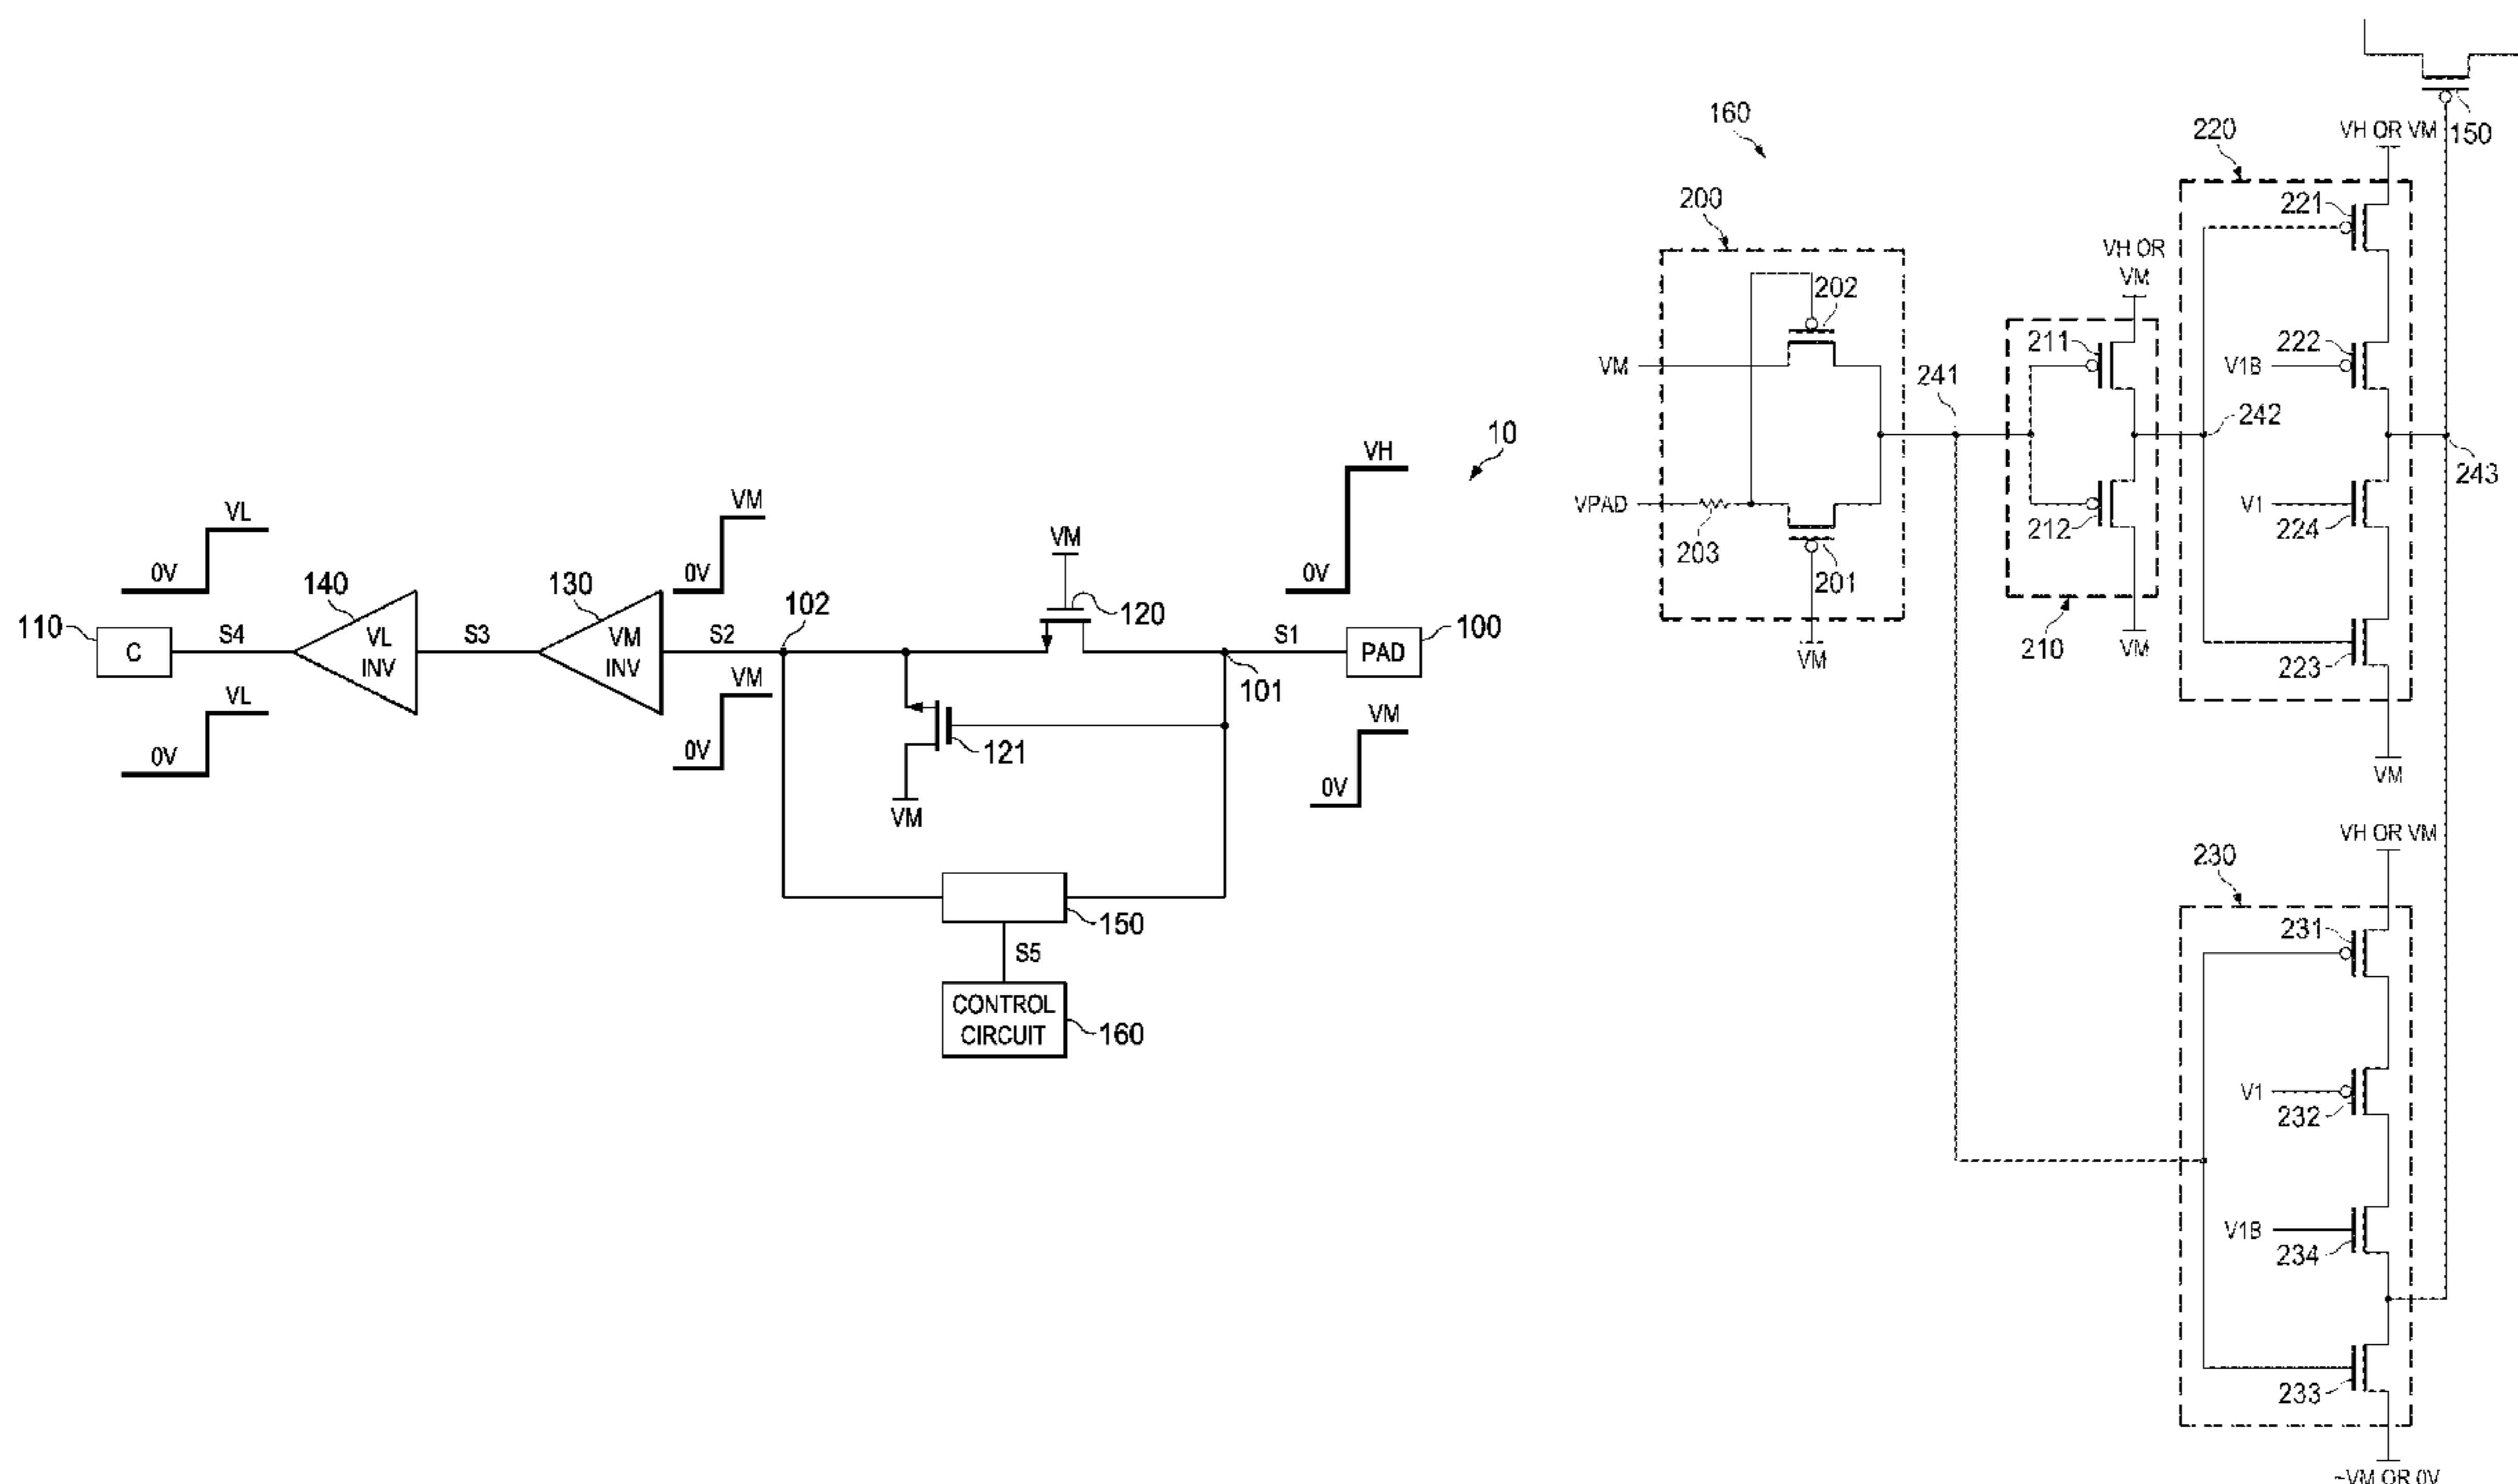 VL
0V
140
VL
INV
110
C
S4
S3
VL
0V
130
VM
INV
VM
0V
S2
102
VM
0V
VM
120
121
VM
VH
0V
S1
100
PAD
101
VM
0V
10
150
S5
CONTROL
CIRCUIT
160
160
200
202
VM
VPAD
203
201
VM
241
VH OR
VM
211
212
VM
210
242
220
VH OR VM
150
221
222
V1B
V1
224
223
VM
243
230
VH OR VM
231
V1
232
V1B
234
233
~VM OR 0V